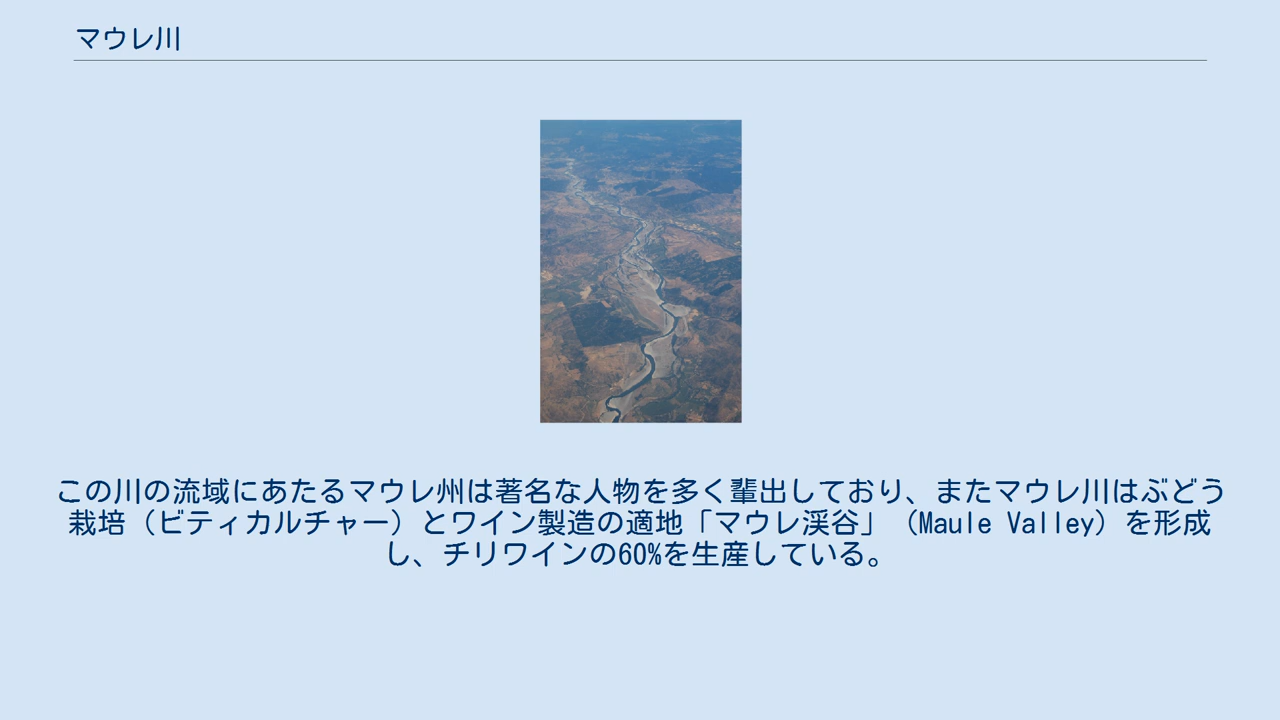 マウレ川
この川の流域にあたるマウレ州は著名な人物を多く輩出しており、またマウレ川はぶどう
栽培（ビティカルチャー）とワイン製造の適地「マウレ渓谷」（Maule Valley）を形成
し、チリワインの60%を生産している。